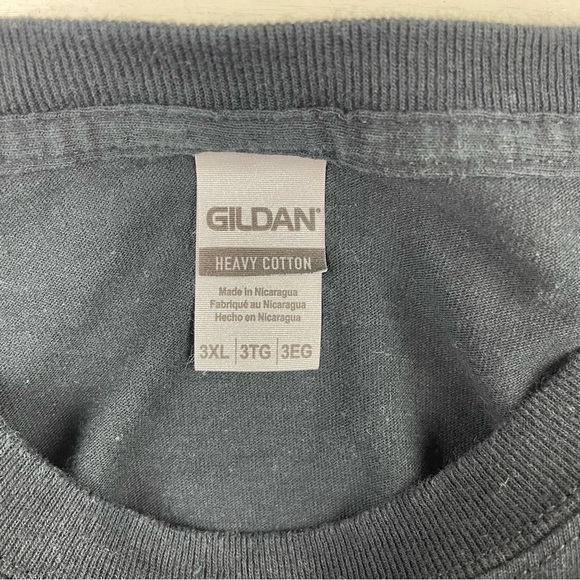 GILDAN®
HEAVY COTTON
Made in Nicaragua
Fabriqué au Nicaragua
Hecho en Nicaragua
3XL 3TG 3EG